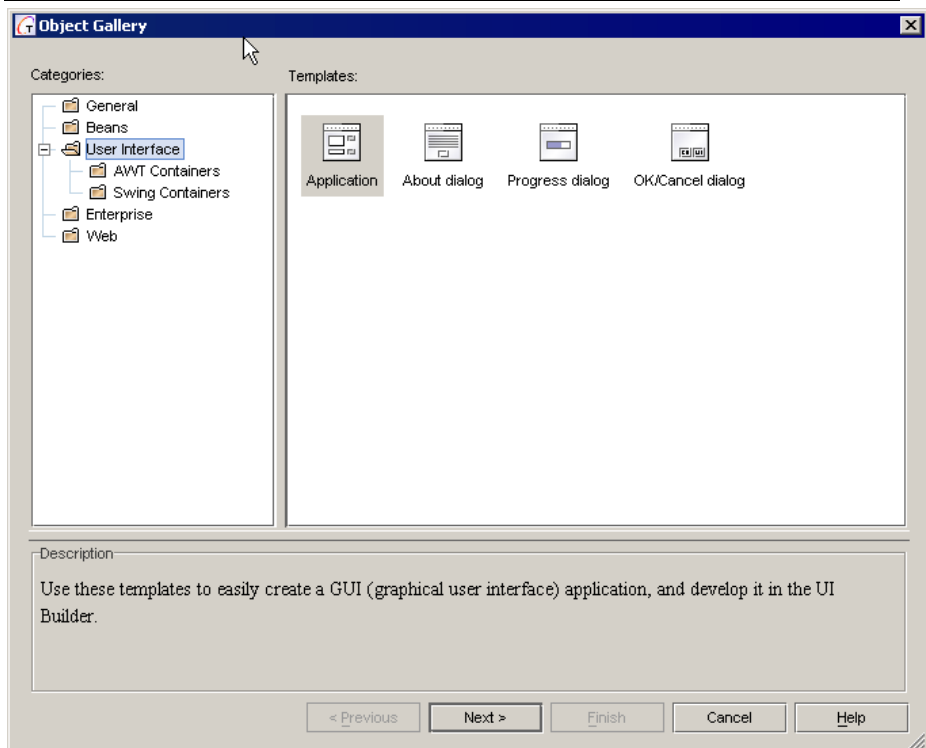 Object Gallery
Categories:
Templates:
General
Beans
User Interface
AWT Containers
Swing Containers
Enterprise
Web
Application
About dialog
Progress dialog
OK/Cancel dialog
Description
Use these templates to easily create a GUI (graphical user interface) application, and develop it in the UI
Builder.
< Previous
Next >
Finish
Cancel
Help